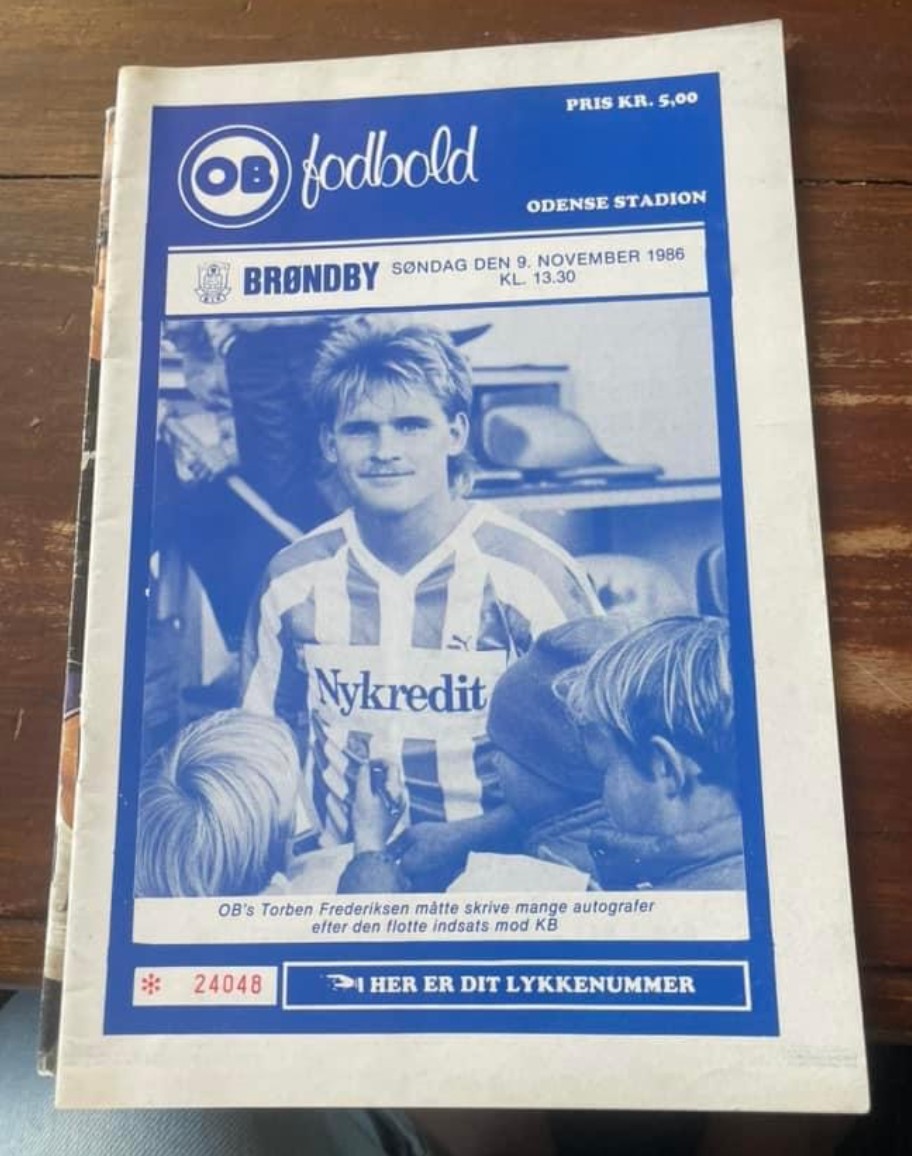 PRIS KR. 5,00
OB fodbold
ODENSE STADION
BRØNDBY SØNDAG DEN 9. NOVEMBER 1986
KL. 13.30
Nykredit
OB's Torben Frederiksen måtte skrive mange autografer
efter den flotte indsats mod KB
* 24048 HER ER DIT LYKKENUMMER